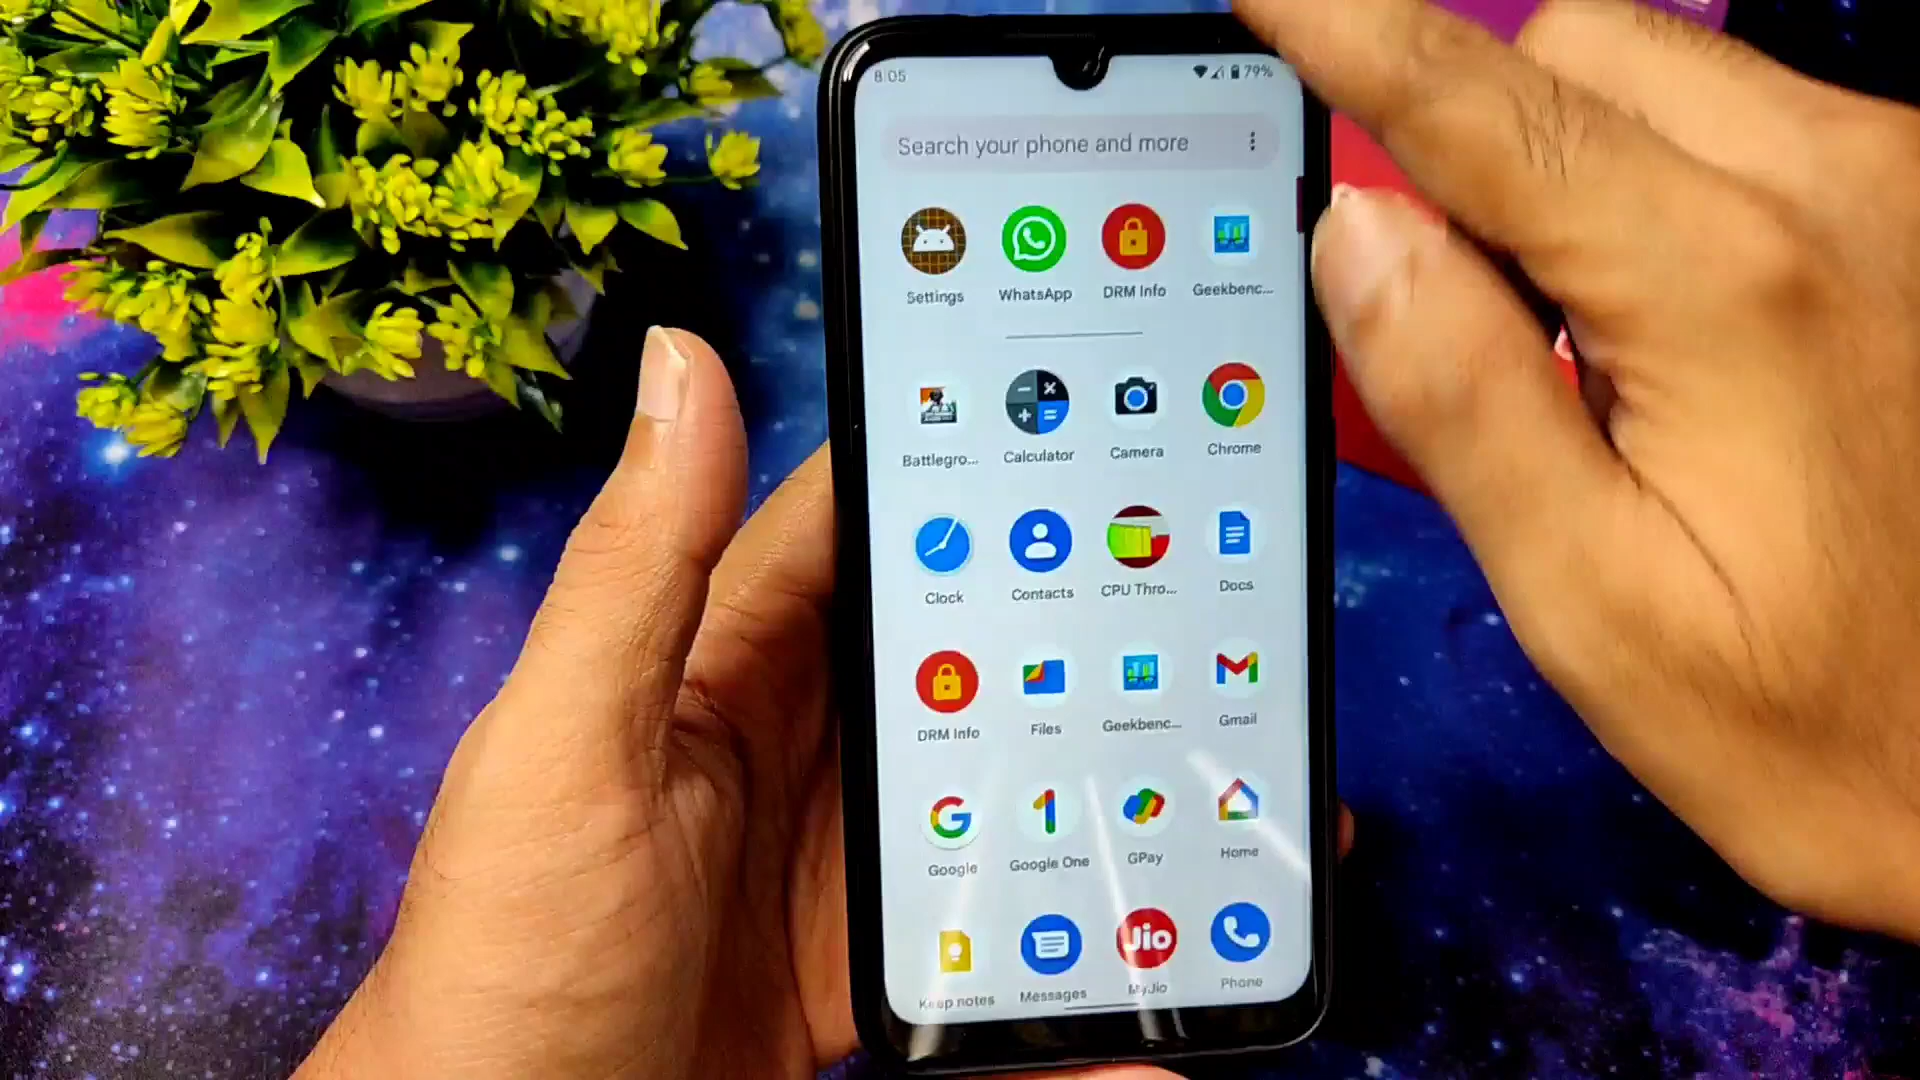 8:05 79%
Search your phone and more
Settings WhatsApp DRM Info Geekbenc...
Battlegro... Calculator Camera Chrome
Clock Contacts CPU Thro... Docs
DRM Info Files Geekbenc... Gmail
Google Google One GPay Home
Jio
Keep notes Messages MyJio Phone